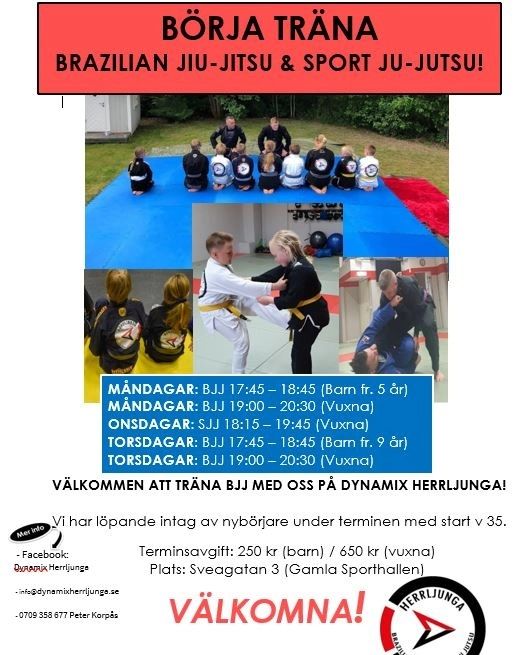 BÖRJA TRÄNA
BRAZILIAN JIU-JITSU & SPORT JU-JUTSU!
MÅNDAGAR: BJJ 17:45 – 18:45 (Barn fr. 5 år)
MÅNDAGAR: BJJ 19:00 – 20:30 (Vuxna)
ONSDAGAR: SJJ 18:15 – 19:45 (Vuxna)
TORSDAGAR: BJJ 17:45 – 18:45 (Barn fr. 9 år)
TORSDAGAR: BJJ 19:00 – 20:30 (Vuxna)
VÄLKOMMEN ATT TRÄNA BJJ MED OSS PÅ DYNAMIX HERRLJUNGA!
Vi har löpande intag av nybörjare under terminen med start v 35.
Mer info
- Facebook:
Dynamix Herrljunga
- info@dynamixherrljunga.se
- 0709 358 677 Peter Korpås
Terminsavgift: 250 kr (barn) / 650 kr (vuxna)
Plats: Sveagatan 3 (Gamla Sporthallen)
VÄLKOMNA!
HERRLJUNGA